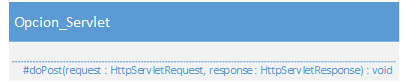 Opcion_Servlet
#doPost(request : HttpServletRequest, response : HttpServletResponse) : void